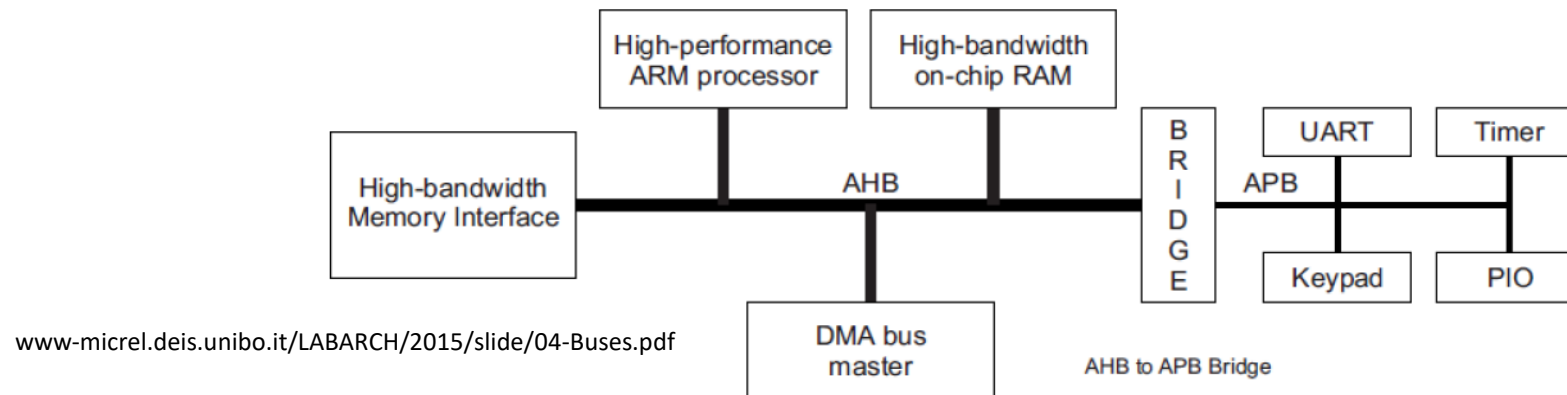 High-performance
ARM processor
High-bandwidth
on-chip RAM
High-bandwidth
Memory Interface
AHB
B
R
I
D
G
E
APB
UART
Timer
Keypad
PIO
DMA bus
master
www-micrel.deis.unibo.it/LABARCH/2015/slide/04-Buses.pdf
AHB to APB Bridge